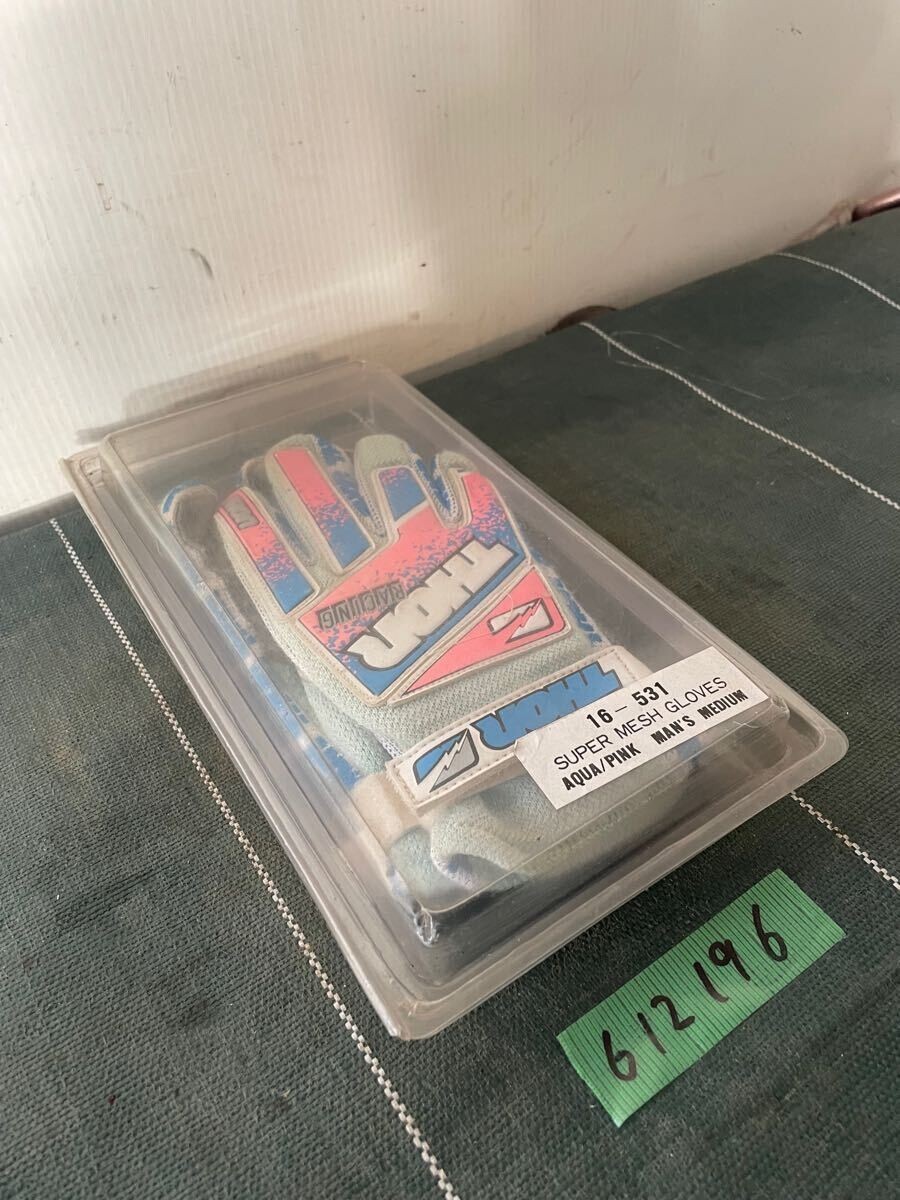 THOR
RACING
THOR
16-531
SUPER MESH GLOVES
AQUA/PINK MAN'S MEDIUM
612196